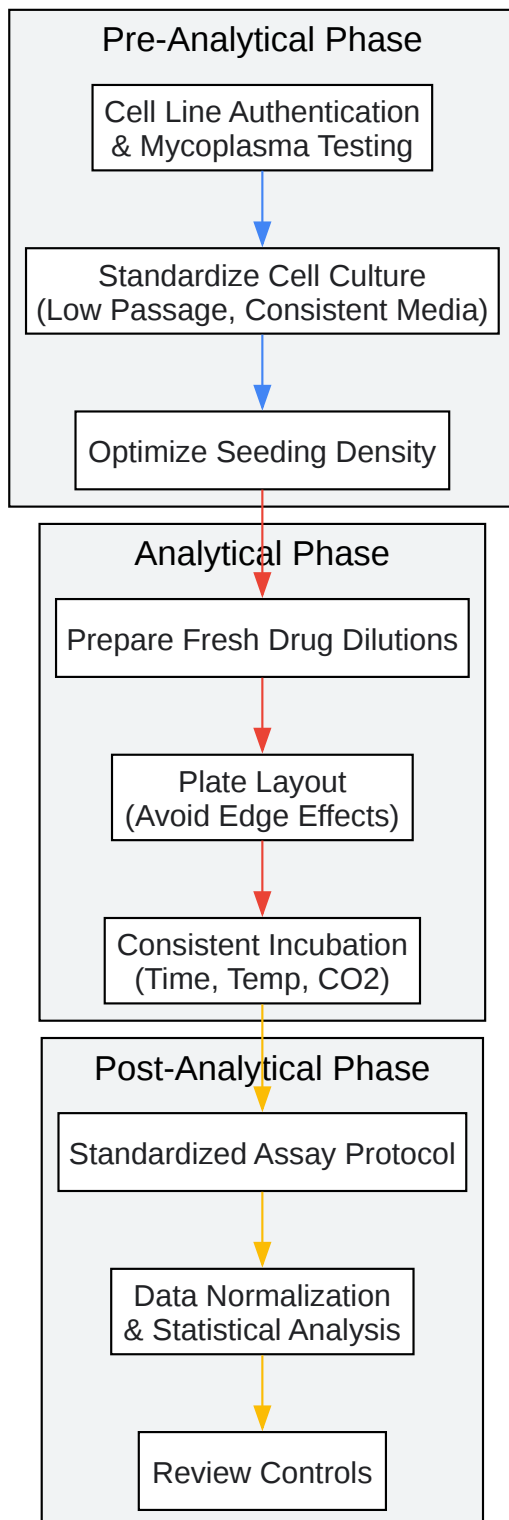 Pre-Analytical Phase
Cell Line Authentication
& Mycoplasma Testing
Standardize Cell Culture
(Low Passage, Consistent Media)
Optimize Seeding Density
Analytical Phase
Prepare Fresh Drug Dilutions
Plate Layout
(Avoid Edge Effects)
Consistent Incubation
(Time, Temp, CO2)
Post-Analytical Phase
Standardized Assay Protocol
Data Normalization
& Statistical Analysis
Review Controls